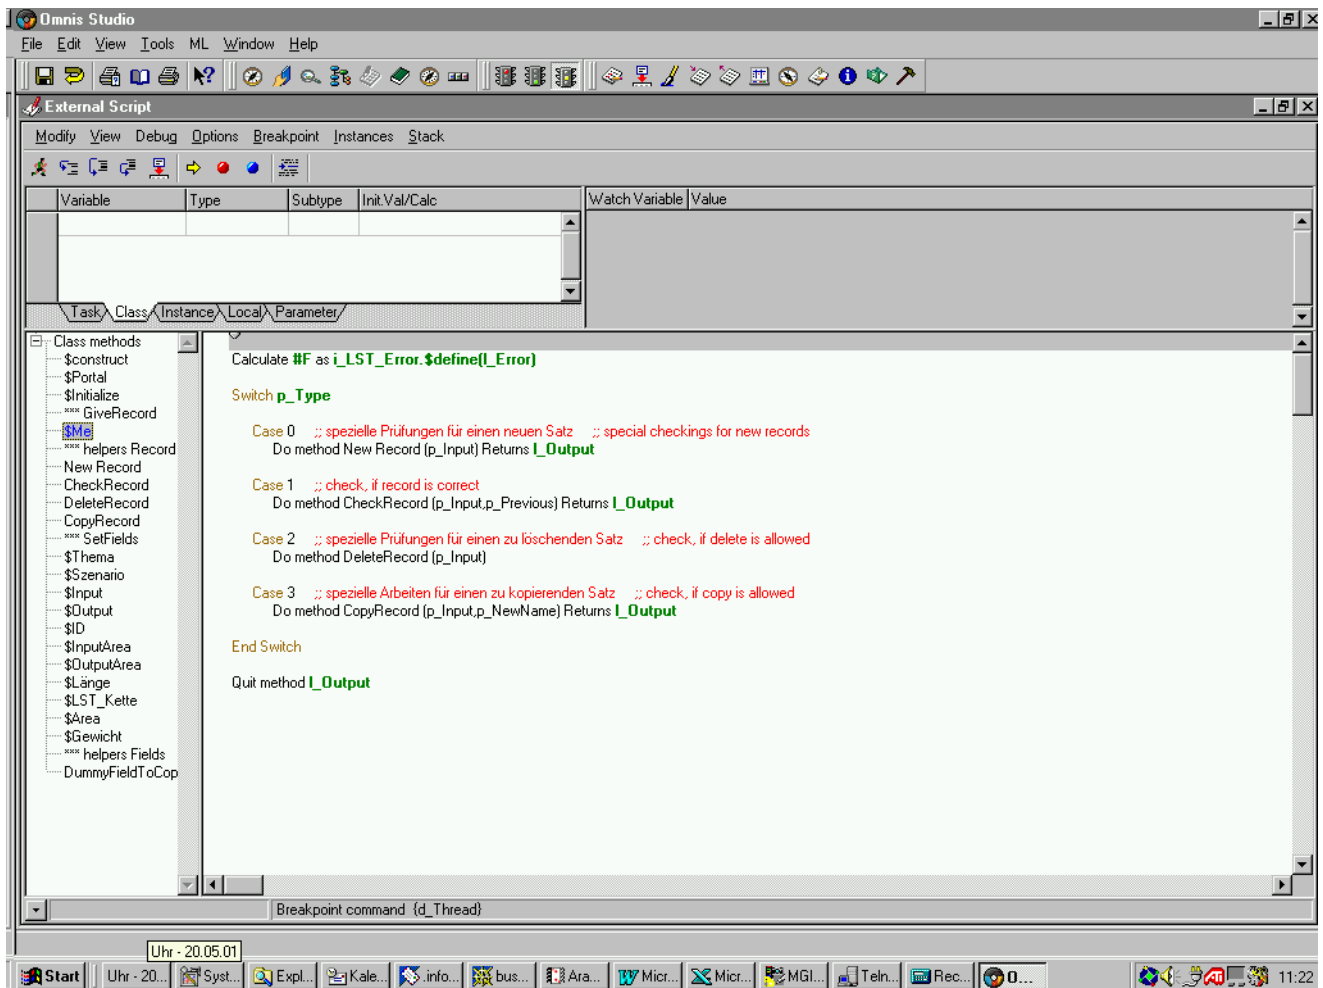 Omnis Studio
File Edit View Tools ML Window Help
External Script
Modify View Debug Options Breakpoint Instances Stack
Variable Type Subtype Init.Val/Calc Watch Variable Value
Task Class Instance Local Parameter
Class methods
$construct
$Portal
$Initialize
*** GiveRecord
$Me
*** helpers Record
New Record
CheckRecord
DeleteRecord
CopyRecord
*** SetFields
$Thema
$Szenario
$Input
$Output
$ID
$InputArea
$OutputArea
$Länge
$LST_Kette
$Area
$Gewicht
*** helpers Fields
DummyFieldToCop
Calculate #F as i_LST_Error.$define(l_Error)
Switch p_Type
Case 0 ;; spezielle Prüfungen für einen neuen Satz ;; special checkings for new records
Do method New Record (p_Input) Returns l_Output
Case 1 ;; check, if record is correct
Do method CheckRecord (p_Input,p_Previous) Returns l_Output
Case 2 ;; spezielle Prüfungen für einen zu löschenden Satz ;; check, if delete is allowed
Do method DeleteRecord (p_Input)
Case 3 ;; spezielle Arbeiten für einen zu kopierenden Satz ;; check, if copy is allowed
Do method CopyRecord (p_Input,p_NewName) Returns l_Output
End Switch
Quit method l_Output
Breakpoint command {d_Thread}
Uhr - 20.05.01
Start Uhr - 20... Syst... Expl... Kale... .info... bus... Ara... Micr... Micr... MGI... Teln... Rec... O... 11:22